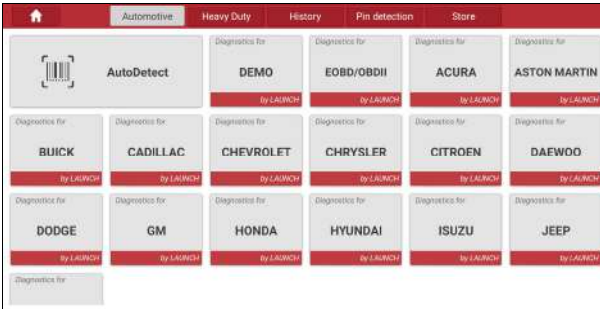 Automotive Heavy Duty History Pin detection Store
AutoDetect
Diagnostics for Diagnostics for Diagnostics for Diagnostics for
DEMO EOBD/OBDII ACURA ASTON MARTIN
by LAUNCH by LAUNCH by LAUNCH by LAUNCH
Diagnostics for Diagnostics for Diagnostics for Diagnostics for Diagnostics for Diagnostics for
BUICK CADILLAC CHEVROLET CHRYSLER CITROEN DAEWOO
by LAUNCH by LAUNCH by LAUNCH by LAUNCH by LAUNCH by LAUNCH
Diagnostics for Diagnostics for Diagnostics for Diagnostics for Diagnostics for Diagnostics for
DODGE GM HONDA HYUNDAI ISUZU JEEP
by LAUNCH by LAUNCH by LAUNCH by LAUNCH by LAUNCH by LAUNCH
Diagnostics for